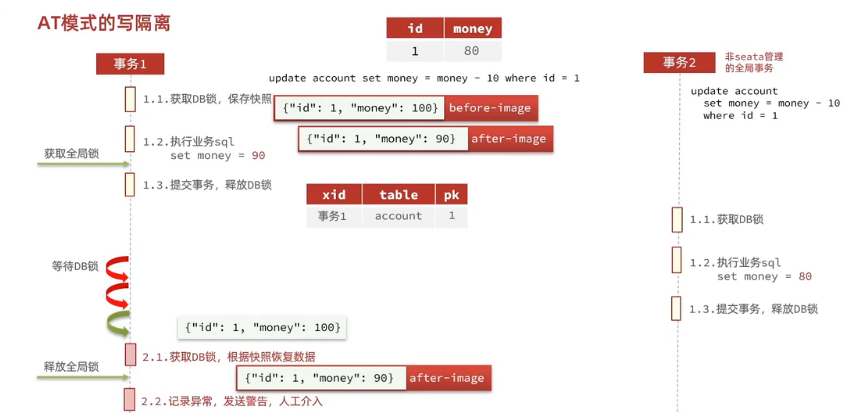 AT模式的写隔离
id money
1 80
update account set money = money - 10 where id = 1
事务1
1.1.获取DB锁，保存快照
{"id": 1, "money": 100} before-image
1.2.执行业务sql
set money = 90
{"id": 1, "money": 90} after-image
获取全局锁
1.3.提交事务，释放DB锁
xid table pk
事务1 account 1
等待DB锁
{"id": 1, "money": 100}
2.1.获取DB锁，根据快照恢复数据
释放全局锁
{"id": 1, "money": 90} after-image
2.2.记录异常，发送警告，人工介入
事务2
非seata管理
的全局事务
update account
set money = money - 10
where id = 1
1.1.获取DB锁
1.2.执行业务sql
set money = 80
1.3.提交事务，释放DB锁